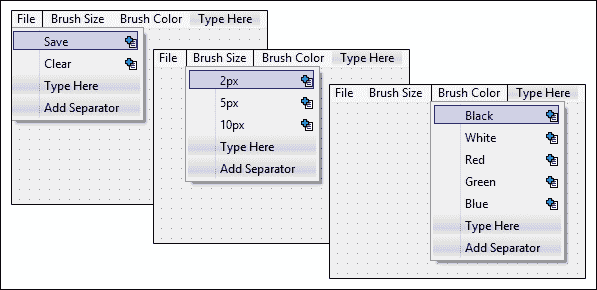 File Brush Size Brush Color Type Here
Save
Clear
Type Here
Add Separator
File Brush Size Brush Color Type Here
2px
5px
10px
Type Here
Add Separator
File Brush Size Brush Color Type Here
Black
White
Red
Green
Blue
Type Here
Add Separator